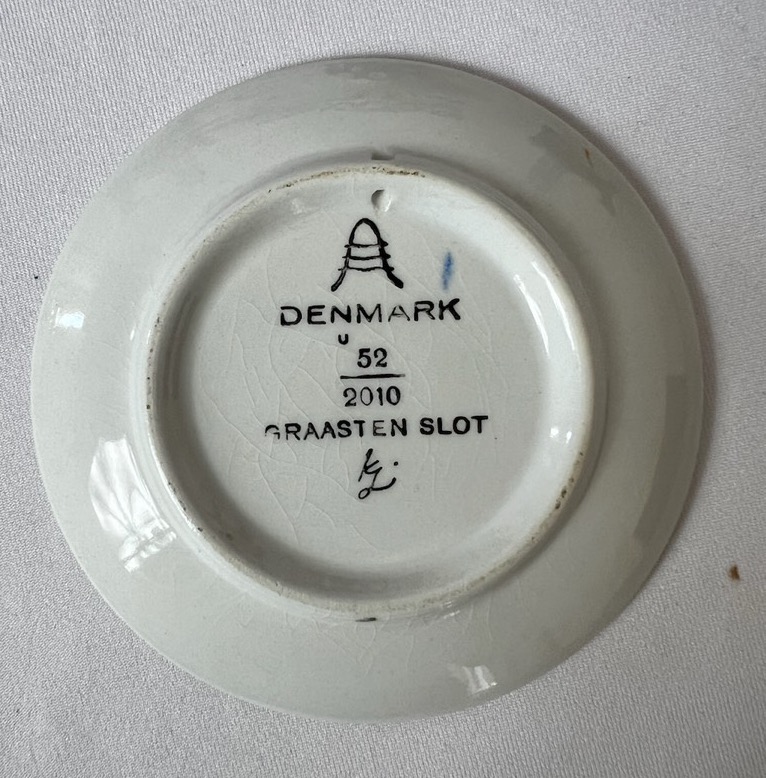 DENMARK
U
52
2010
GRAASTEN SLOT